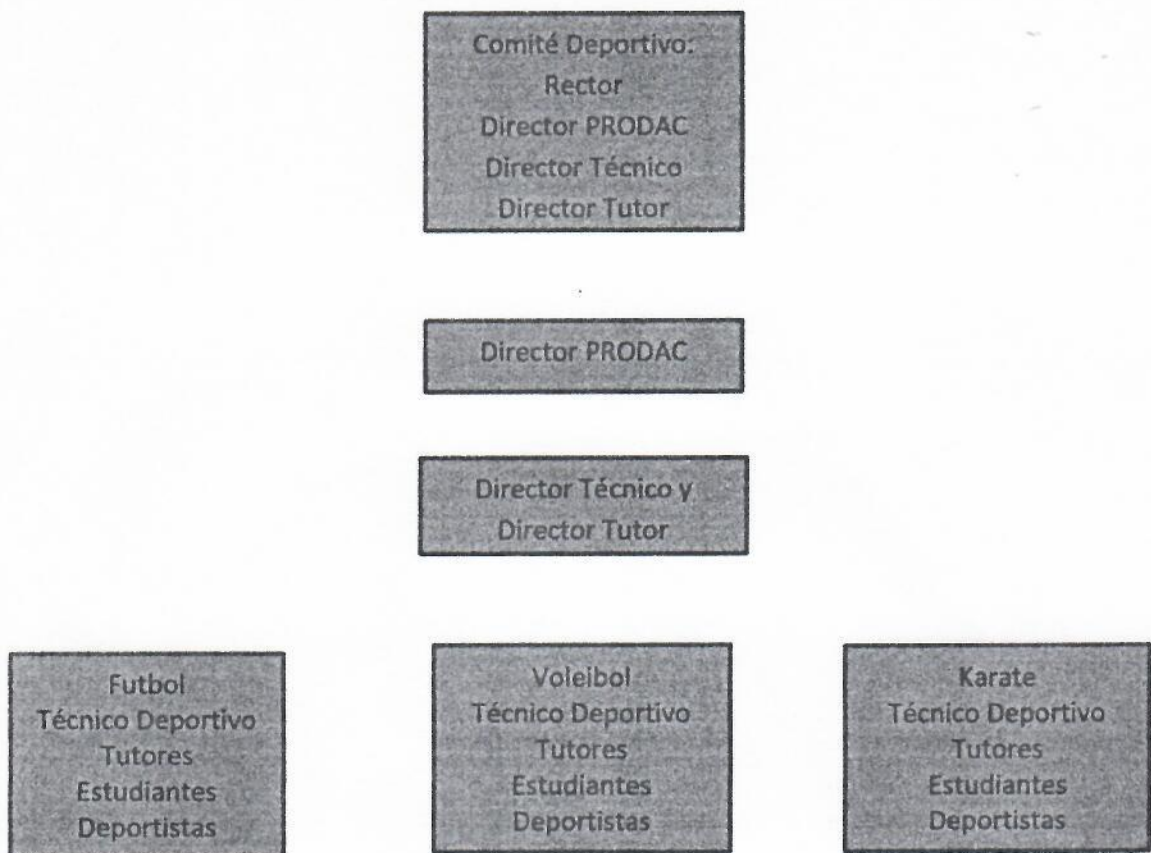 Comité Deportivo:
Rector
Director PRODAC
Director Técnico
Director Tutor
Director PRODAC
Director Técnico y
Director Tutor
Futbol
Técnico Deportivo
Tutores
Estudiantes
Deportistas
Voleibol
Técnico Deportivo
Tutores
Estudiantes
Deportistas
Karate
Técnico Deportivo
Tutores
Estudiantes
Deportistas